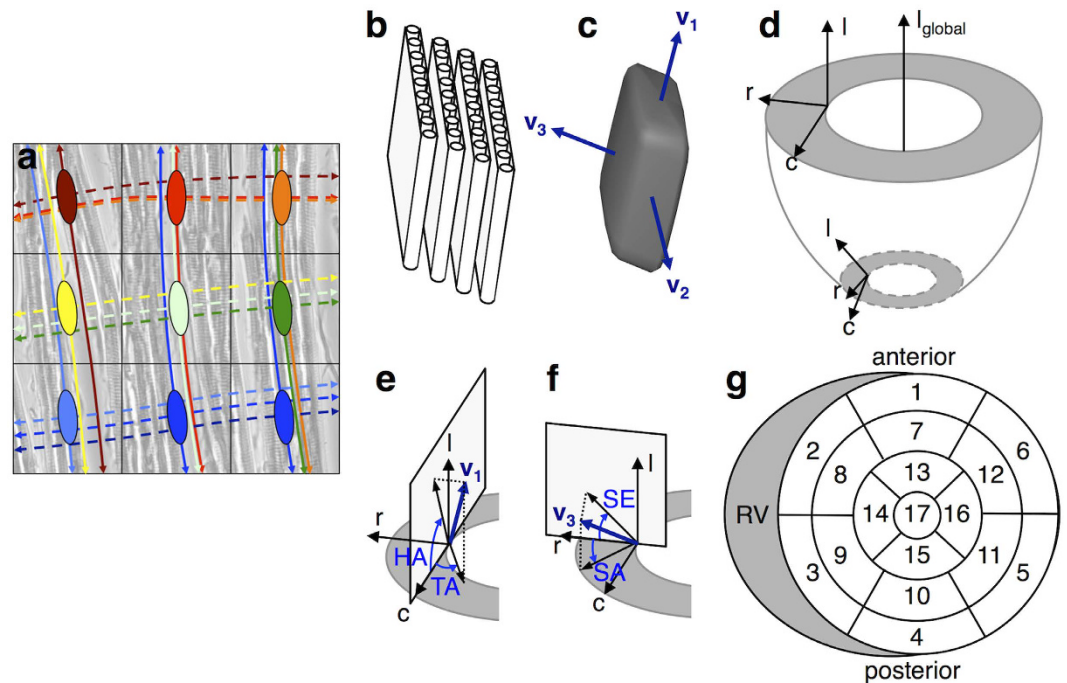 a
b
c
v1
v3
v2
d
l
lglobal
r
c
l
r
c
e
l
v1
r
HA
TA
c
f
l
SE
v3
r
SA
c
g
anterior
1
2
7
6
8
13
12
RV
14
17
16
9
15
11
3
10
5
4
posterior